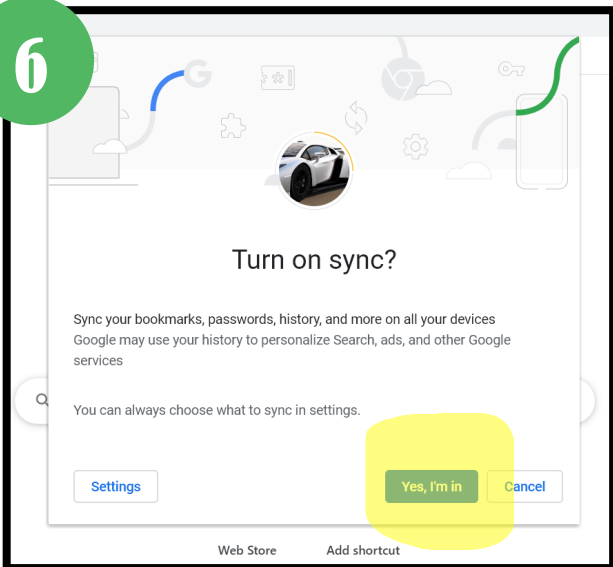 6
Turn on sync?
Sync your bookmarks, passwords, history, and more on all your devices
Google may use your history to personalize Search, ads, and other Google
services
You can always choose what to sync in settings.
Settings Yes, I'm in Cancel
Web Store Add shortcut